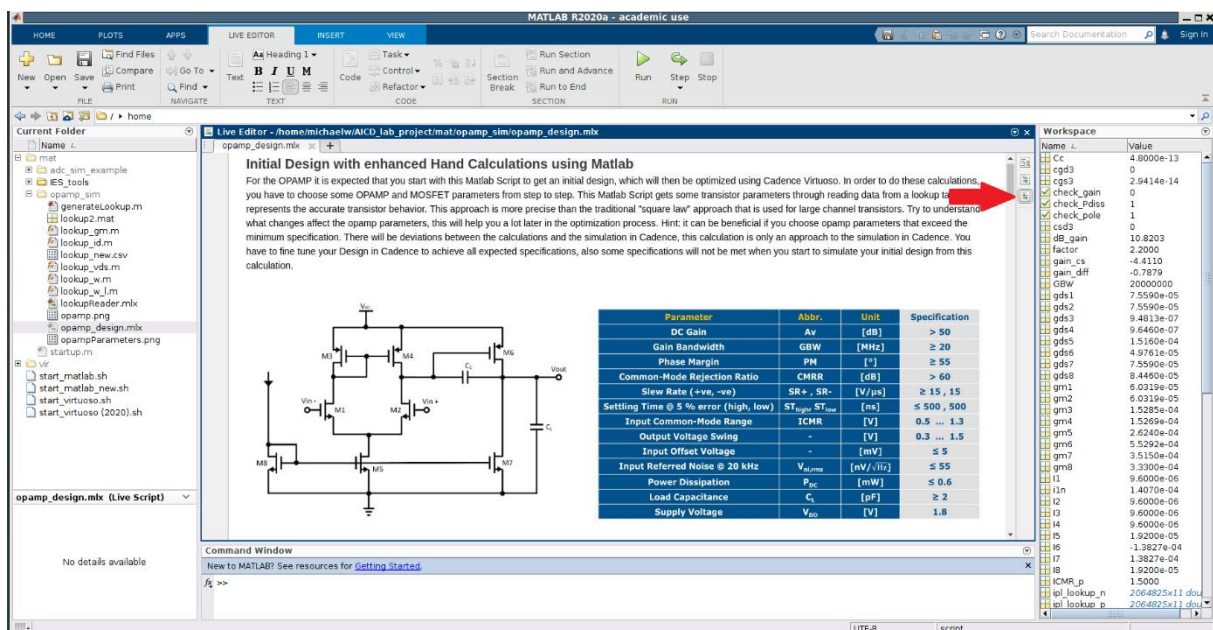 MATLAB R2020a - academic use
HOME PLOTS APPS LIVE EDITOR INSERT VIEW
Search Documentation Sign In
New Open Save Find Files Compare Print
Go To Find
Text Aa Heading 1 B I U M
Code Task Control Refactor
Section Break Run Section Run and Advance Run to End
Run Step Stop
FILE NAVIGATE TEXT CODE SECTION RUN
/ home
Current Folder
Name
mat
adc_sim_example
IES_tools
opamp_sim
generateLookup.m
lookup2.mat
lookup_gm.m
lookup_id.m
lookup_new.csv
lookup_vds.m
lookup_w.m
lookup_w_l.m
lookupReader.mlx
opamp.png
opamp_design.mlx
opampParameters.png
startup.m
vir
start_matlab.sh
start_matlab_new.sh
start_virtuoso.sh
start_virtuoso (2020).sh
opamp_design.mlx (Live Script)
No details available
Live Editor - /home/michaelw/AICD_lab_project/mat/opamp_sim/opamp_design.mlx
opamp_design.mlx
Initial Design with enhanced Hand Calculations using Matlab
For the OPAMP it is expected that you start with this Matlab Script to get an initial design, which will then be optimized using Cadence Virtuoso. In order to do these calculations,
you have to choose some OPAMP and MOSFET parameters from step to step. This Matlab Script gets some transistor parameters through reading data from a lookup
represents the accurate transistor behavior. This approach is more precise than the traditional "square law" approach that is used for large channel transistors. Try to understand
what changes affect the opamp parameters, this will help you a lot later in the optimization process. Hint: it can be beneficial if you choose opamp parameters that exceed the
minimum specification. There will be deviations between the calculations and the simulation in Cadence, this calculation is only an approach to the simulation in Cadence. You
have to fine tune your Design in Cadence to achieve all expected specifications, also some specifications will not be met when you start to simulate your initial design from this
calculation.
M3 M4 M6
Cc Vout
Vin - M1 M2 Vin +
CL
M8 M5 M7
Parameter Abbr. Unit Specification
DC Gain Av [dB] > 50
Gain Bandwidth GBW [MHz] ≥ 20
Phase Margin PM [°] ≥ 55
Common-Mode Rejection Ratio CMRR [dB] > 60
Slew Rate (+ve, -ve) SR+ , SR- [V/µs] ≥ 15 , 15
Settling Time @ 5 % error (high, low) SThigh, STlow [ns] ≤ 500 , 500
Input Common-Mode Range ICMR [V] 0.5 ... 1.3
Output Voltage Swing - [V] 0.3 ... 1.5
Input Offset Voltage - [mV] ≤ 5
Input Referred Noise @ 20 kHz Vni,rms [nV/√Hz] ≤ 55
Power Dissipation PDC [mW] ≤ 0.6
Load Capacitance CL [pF] ≥ 2
Supply Voltage VDD [V] 1.8
Command Window
New to MATLAB? See resources for Getting Started.
fx >>
Workspace
Name Value
Cc 4.8000e-13
cgd3 0
cgs3 2.9414e-14
check_gain 0
check_Pdiss 1
check_pole 1
csd3 0
dB_gain 10.8203
factor 2.2000
gain_cs -4.4110
gain_diff -0.7879
GBW 20000000
gds1 7.5590e-05
gds2 7.5590e-05
gds3 9.4813e-07
gds4 9.6460e-07
gds5 1.5160e-04
gds6 4.9761e-05
gds7 7.5590e-05
gds8 8.4460e-05
gm1 6.0319e-05
gm2 6.0319e-05
gm3 1.5285e-04
gm4 1.5269e-04
gm5 2.6240e-04
gm6 5.5292e-04
gm7 3.5150e-04
gm8 3.3300e-04
I1 9.6000e-06
i1n 1.4070e-04
I2 9.6000e-06
I3 9.6000e-06
I4 9.6000e-06
I5 1.9200e-05
I6 -1.3827e-04
I7 1.3827e-04
I8 1.9200e-05
ICMR_p 1.5000
ipl_lookup_n 2064825x11 dou
ipl_lookup_p 2064825x11 dou
UTF-8 script